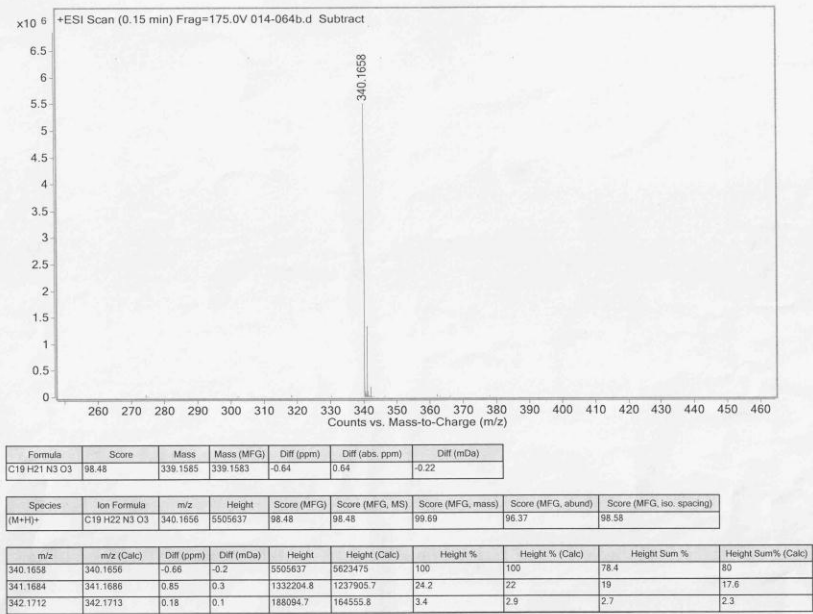 x10 6
+ESI Scan (0.15 min) Frag=175.0V 014-064b.d Subtract
6.5
6
5.5
5
4.5
4
3.5
3
2.5
2
1.5
1
0.5
0
340.1658
260 270 280 290 300 310 320 330 340 350 360 370 380 390 400 410 420 430 440 450 460
Counts vs. Mass-to-Charge (m/z)
Formula Score Mass Mass (MFG) Diff (ppm) Diff (abs. ppm) Diff (mDa)
C19 H21 N3 O3 98.48 339.1585 339.1583 -0.64 0.64 -0.22
Species Ion Formula m/z Height Score (MFG) Score (MFG, MS) Score (MFG, mass) Score (MFG, abund) Score (MFG, iso. spacing)
(M+H)+ C19 H22 N3 O3 340.1656 5505637 98.48 98.48 99.69 96.37 98.58
m/z m/z (Calc) Diff (ppm) Diff (mDa) Height Height (Calc) Height % Height % (Calc) Height Sum % Height Sum% (Calc)
340.1658 340.1656 -0.66 -0.2 5505637 5623475 100 100 78.4 80
341.1684 341.1686 0.85 0.3 1332204.8 1237905.7 24.2 22 19 17.6
342.1712 342.1713 0.18 0.1 188094.7 164555.8 3.4 2.9 2.7 2.3